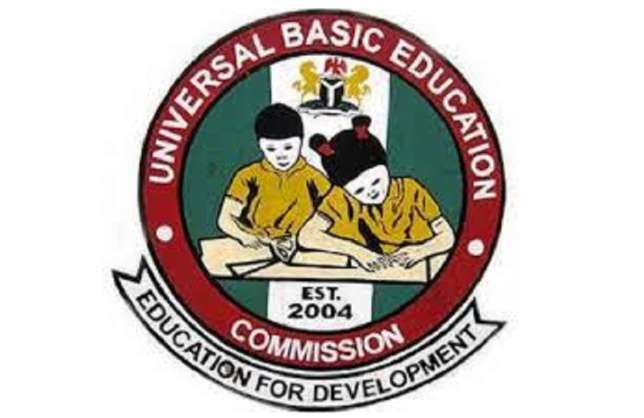 UNIVERSAL BASIC EDUCATION
COMMISSION
EST.
2004
EDUCATION FOR DEVELOPMENT